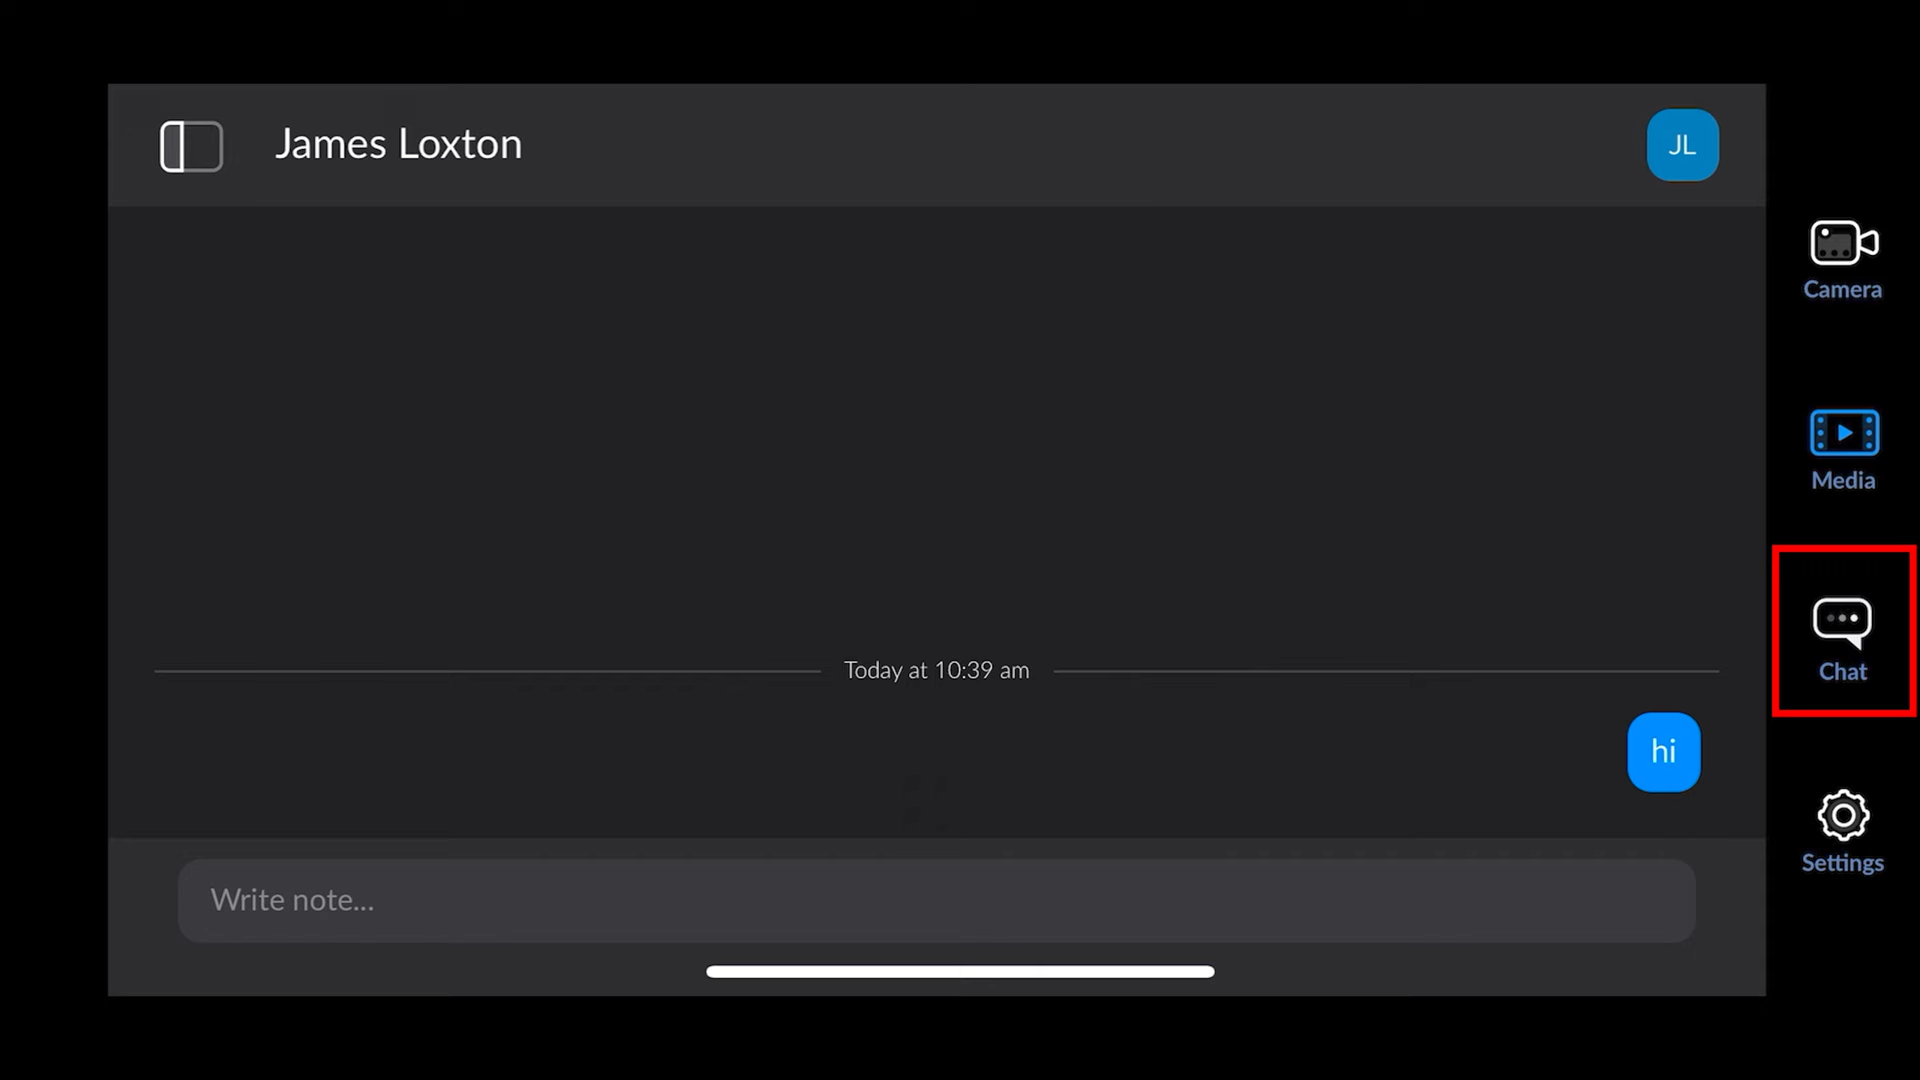 James Loxton
JL
Camera
Media
Today at 10:39 am
Chat
hi
Settings
Write note...